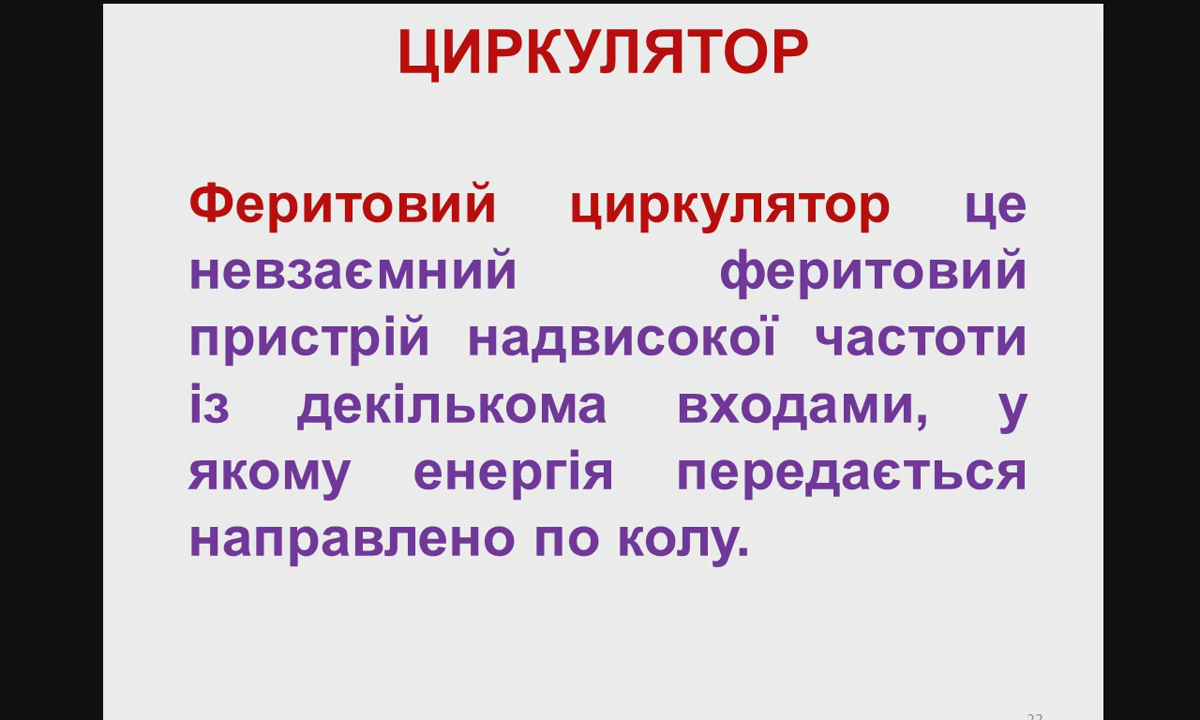 ЦИРКУЛЯТОР
Феритовий циркулятор це
невзаємний феритовий
пристрій надвисокої частоти
із декількома входами, у
якому енергія передається
направлено по колу.